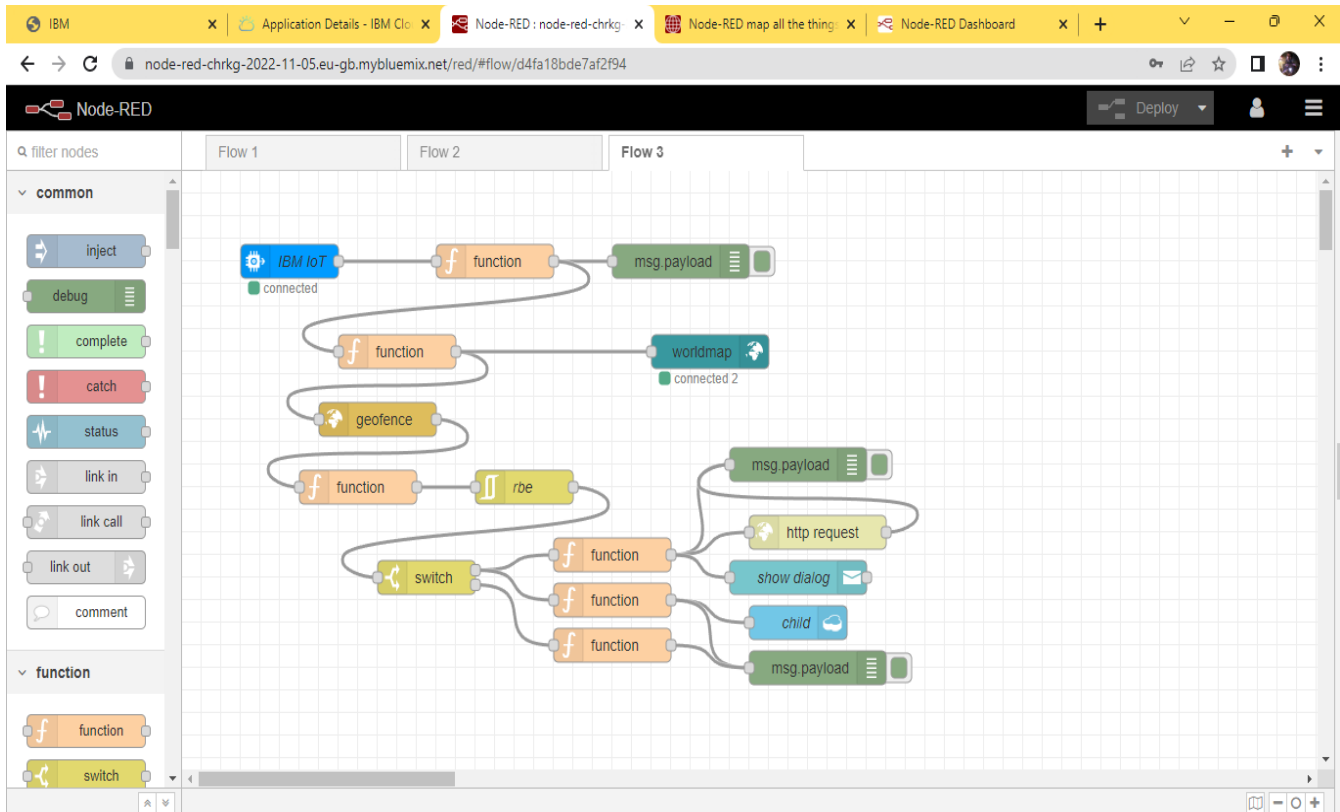 IBM
Application Details - IBM Clo
Node-RED : node-red-chrkg-
Node-RED map all the thing
Node-RED Dashboard
node-red-chrkg-2022-11-05.eu-gb.mybluemix.net/red/#flow/d4fa18bde7af2f94
Node-RED
Deploy
filter nodes
Flow 1
Flow 2
Flow 3
common
inject
debug
complete
catch
status
link in
link call
link out
comment
function
function
switch
IBM IoT
connected
function
msg.payload
function
worldmap
connected 2
geofence
function
rbe
msg.payload
http request
switch
function
show dialog
function
child
function
msg.payload